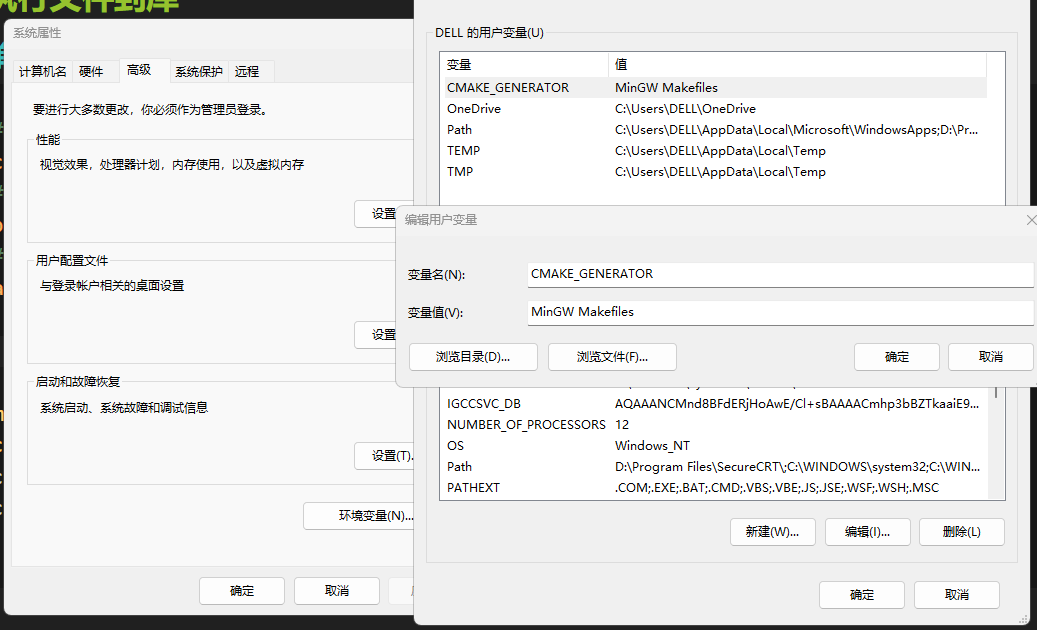 执行文件到库
系统属性
计算机名
硬件
高级
系统保护
远程
要进行大多数更改，你必须作为管理员登录。
性能
视觉效果，处理器计划，内存使用，以及虚拟内存
设置
用户配置文件
与登录帐户相关的桌面设置
设置
启动和故障恢复
系统启动、系统故障和调试信息
设置(T)...
环境变量(N)...
确定
取消
DELL 的用户变量(U)
变量 值
CMAKE_GENERATOR MinGW Makefiles
OneDrive C:\Users\DELL\OneDrive
Path C:\Users\DELL\AppData\Local\Microsoft\WindowsApps;D:\Pr...
TEMP C:\Users\DELL\AppData\Local\Temp
TMP C:\Users\DELL\AppData\Local\Temp
编辑用户变量
变量名(N): CMAKE_GENERATOR
变量值(V): MinGW Makefiles
浏览目录(D)...
浏览文件(F)...
确定
取消
IGCCSVC_DB AQAAANCMnd8BFdERjHoAwE/Cl+sBAAAACmhp3bBZTkaaiE9...
NUMBER_OF_PROCESSORS 12
OS Windows_NT
Path D:\Program Files\SecureCRT\;C:\WINDOWS\system32;C:\WIN...
PATHEXT .COM;.EXE;.BAT;.CMD;.VBS;.VBE;.JS;.JSE;.WSF;.WSH;.MSC
新建(W)...
编辑(I)...
删除(L)
确定
取消